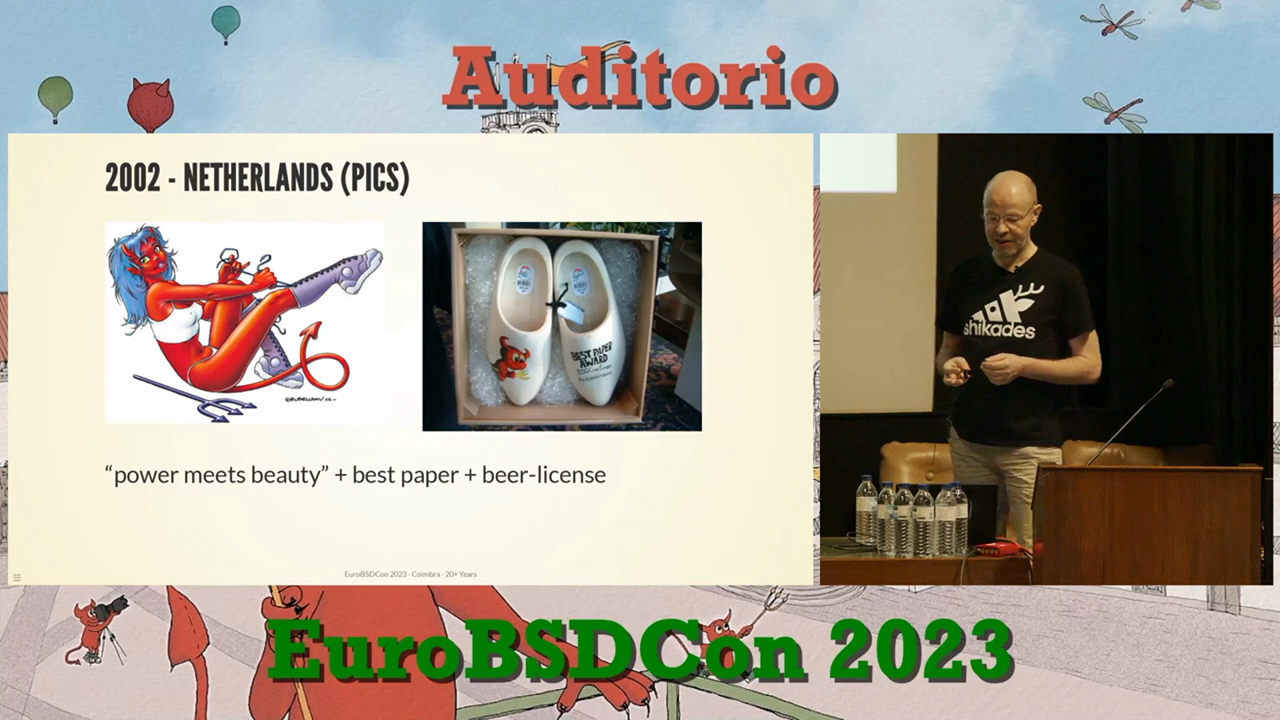 Auditorio
2002 - NETHERLANDS (PICS)
BEST PAPER
AWARD
shikades
“power meets beauty” + best paper + beer-license
EuroBSDCon 2023 - Coimbra - 20+ Years
EuroBSDCon 2023